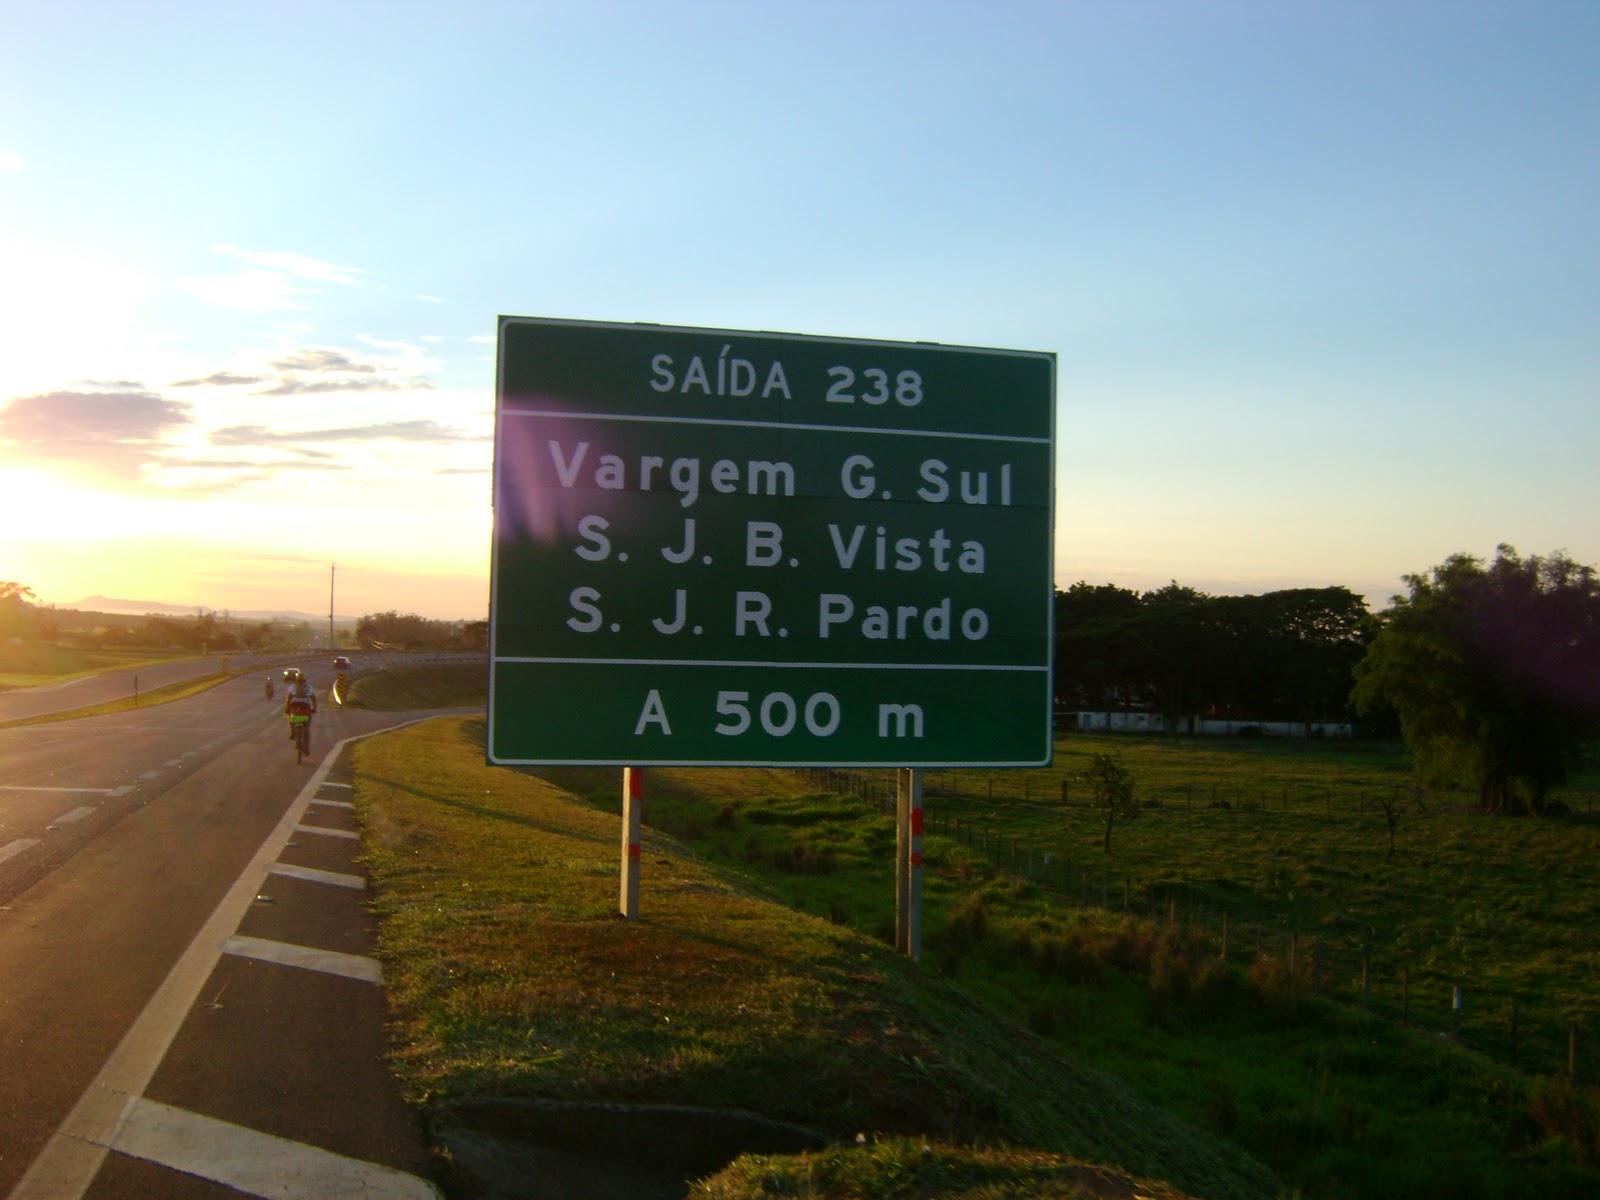 SAÍDA 238
Vargem G. Sul
S. J. B. Vista
S. J. R. Pardo
A 500 m